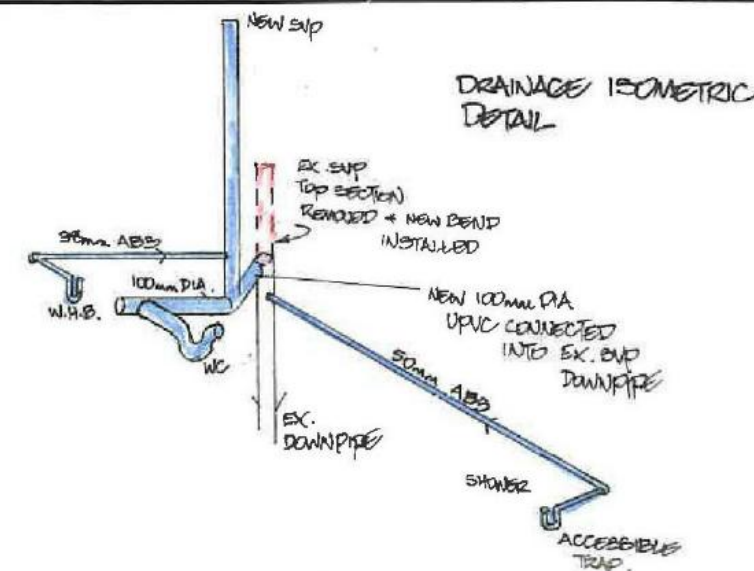 NEW SVP
DRAINAGE ISOMETRIC
DETAIL
EX. SVP
TOP SECTION
REMOVED + NEW BEND
INSTALLED
38mm ABS
100mm DIA.
W.H.B.
WC
NEW 100mm DIA
UPVC CONNECTED
INTO EX. SVP
DOWNPIPE
50mm ABS
EX.
DOWNPIPE
SHOWER
ACCESSIBLE
TRAP.